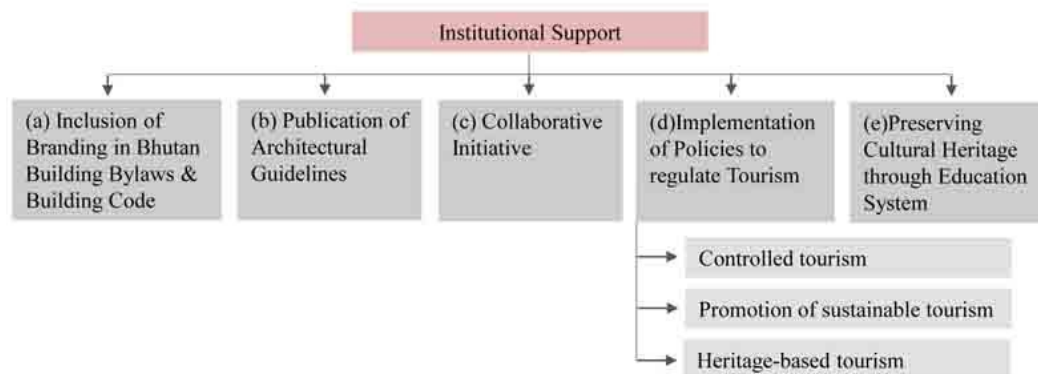 Institutional Support
(a) Inclusion of
Branding in Bhutan
Building Bylaws &
Building Code
(b) Publication of
Architectural
Guidelines
(c) Collaborative
Initiative
(d)Implementation
of Policies to
regulate Tourism
(e)Preserving
Cultural Heritage
through Education
System
Controlled tourism
Promotion of sustainable tourism
Heritage-based tourism